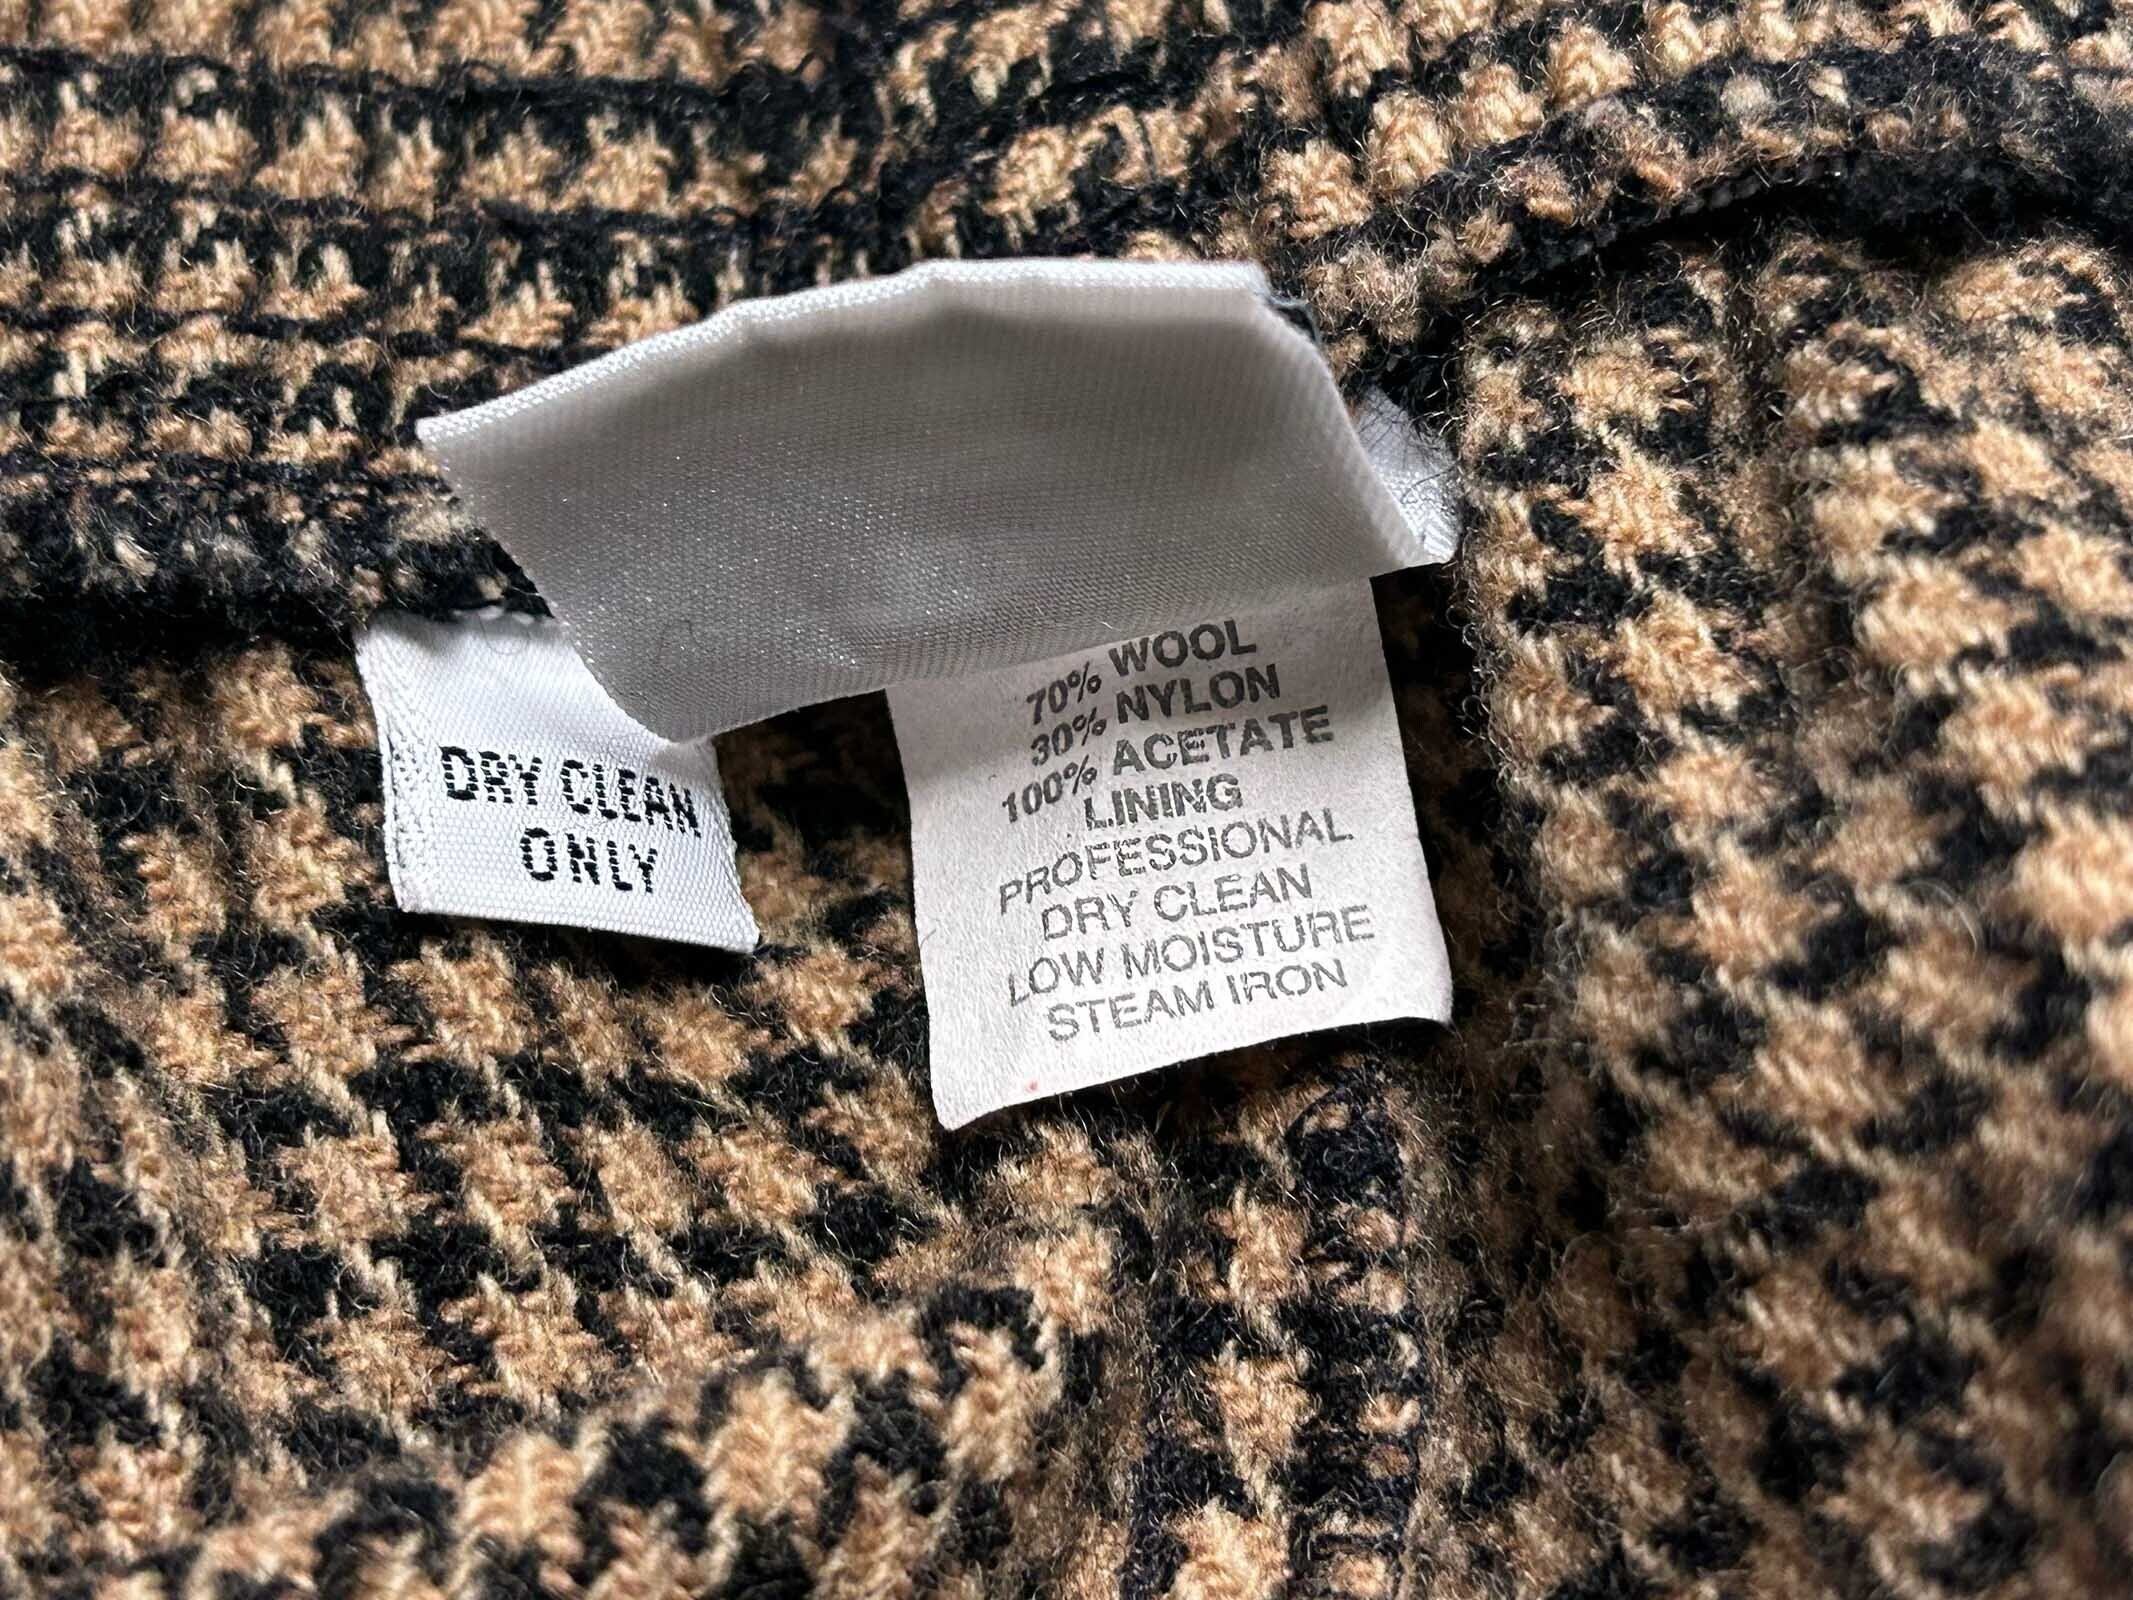 DRY CLEAN
ONLY
70% WOOL
30% NYLON
100% ACETATE
LINING
PROFESSIONAL
DRY CLEAN
LOW MOISTURE
STEAM IRON